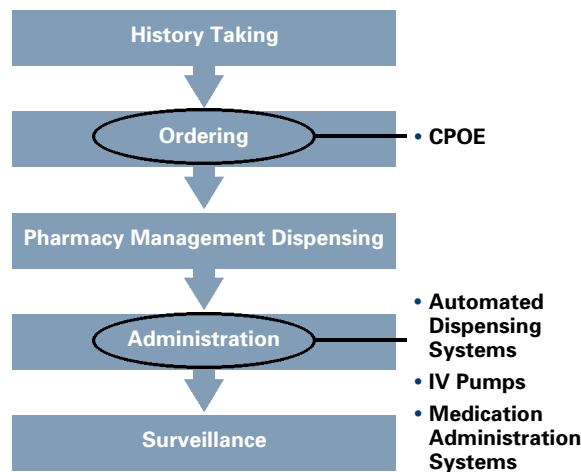 History Taking
Ordering
• CPOE
Pharmacy Management Dispensing
Administration
• Automated
Dispensing
Systems
• IV Pumps
• Medication
Administration
Systems
Surveillance